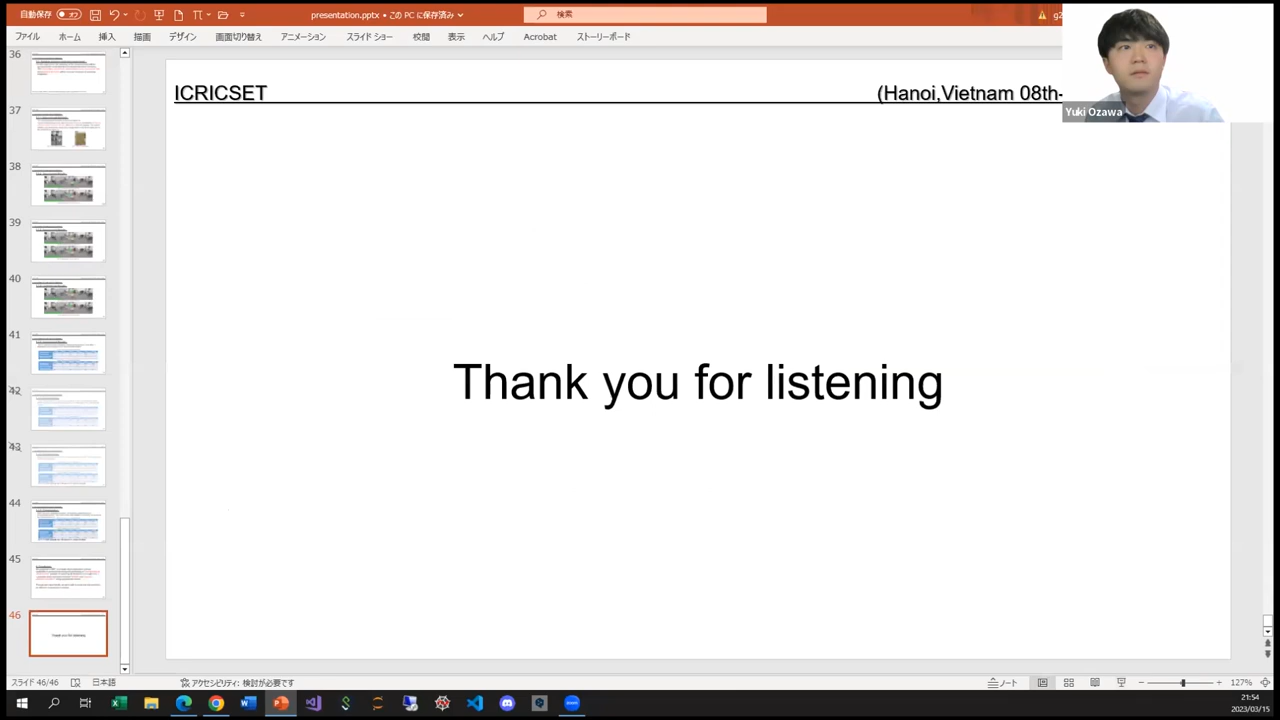 自動保存 オフ presentation.pptx • この PC に保存済み 検索
ファイル ホーム 挿入 描画 デザイン 画面切り替え アニメーション スライド ショー 校閲 表示 ヘルプ Acrobat ストーリーボード
Yuki Ozawa
ICRICSET (Hanoi,Vietnam 08th-
Thank you for listening
36
37
38
39
40
41
42
43
44
45
46
Thank you for listening
スライド 46/46 日本語 アクセシビリティ: 検討が必要です ノート 127%
21:54
2023/03/15